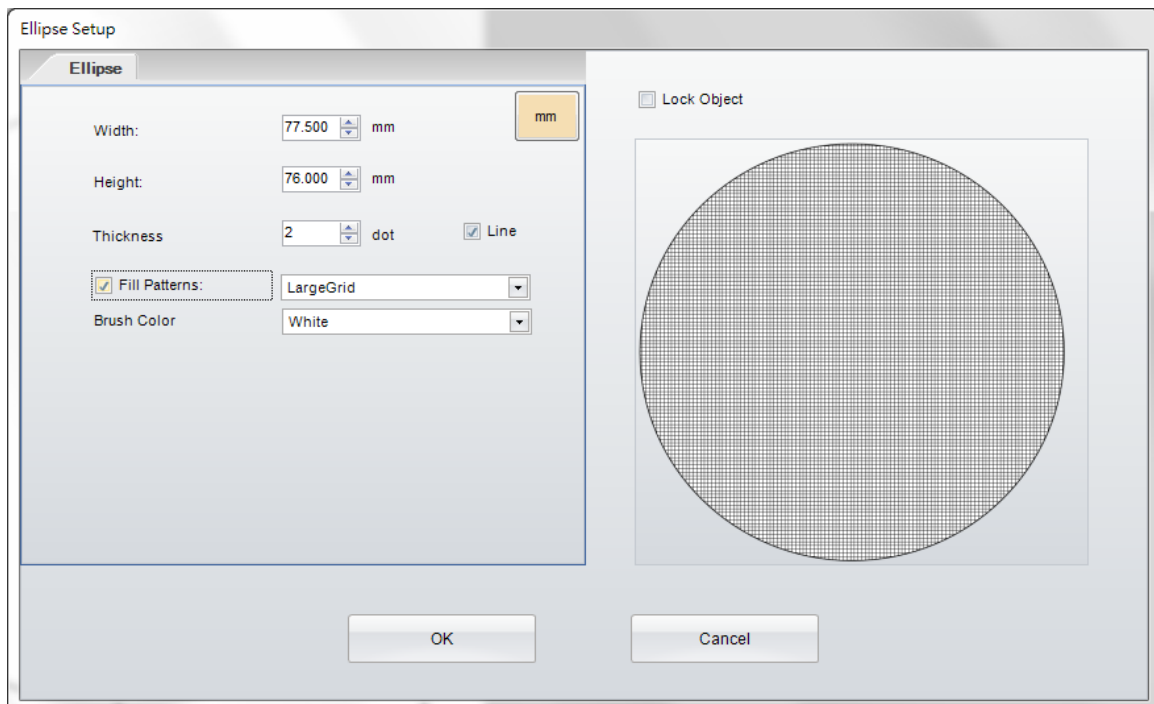 Ellipse Setup
Ellipse
mm
Width: 77.500 mm
Height: 76.000 mm
Thickness 2 dot Line
Fill Patterns: LargeGrid
Brush Color White
Lock Object
OK Cancel